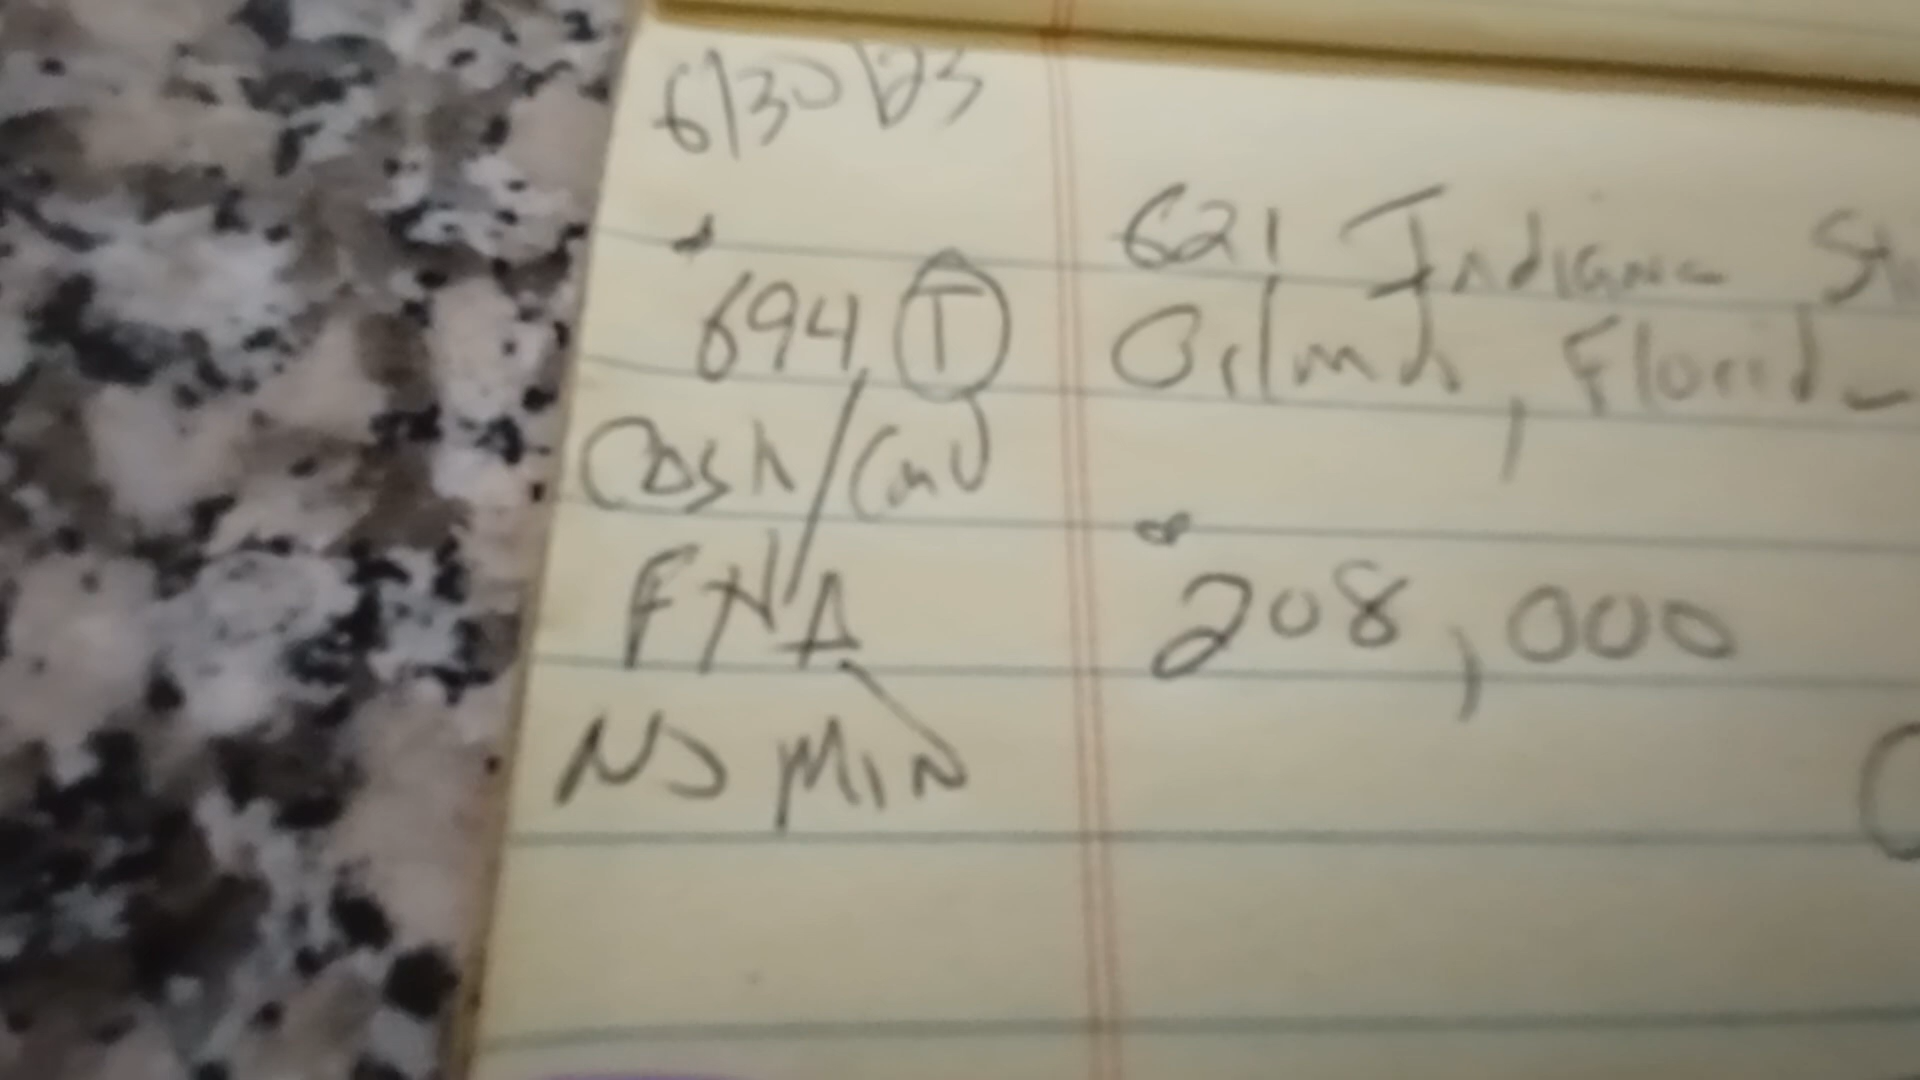 6/30/23
621 Indiana St
694 T
Orlando, Florida
Cash/Conv
FHA
208,000
No Min